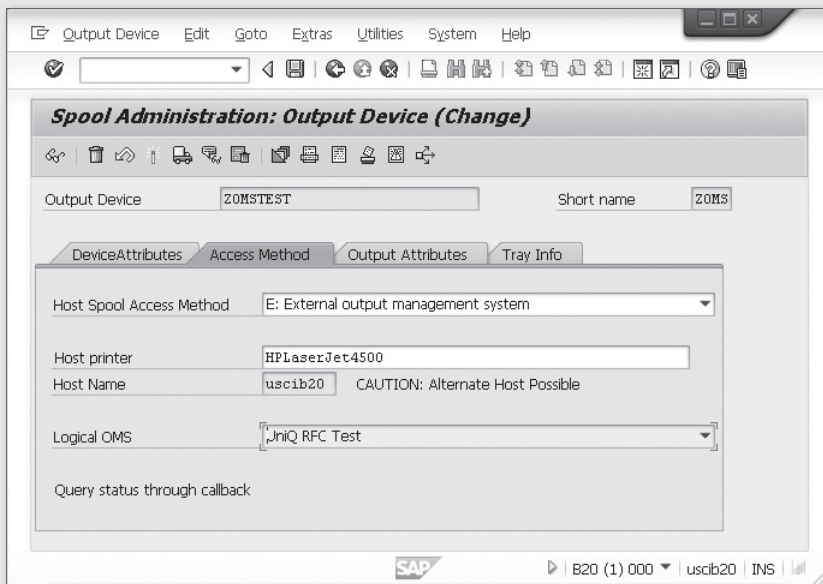 Output Device Edit Goto Extras Utilities System Help
Spool Administration: Output Device (Change)
Output Device ZOMSTEST Short name ZOMS
DeviceAttributes Access Method Output Attributes Tray Info
Host Spool Access Method E: External output management system
Host printer HPLaserJet4500
Host Name uscib20 CAUTION: Alternate Host Possible
Logical OMS UniQ RFC Test
Query status through callback
SAP B20 (1) 000 uscib20 INS